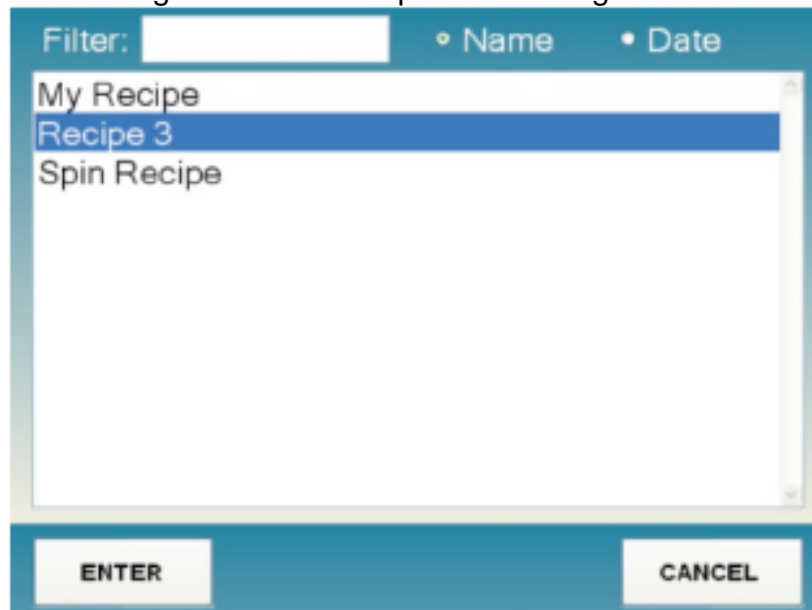 Filter: Name Date
My Recipe
Recipe 3
Spin Recipe
ENTER CANCEL